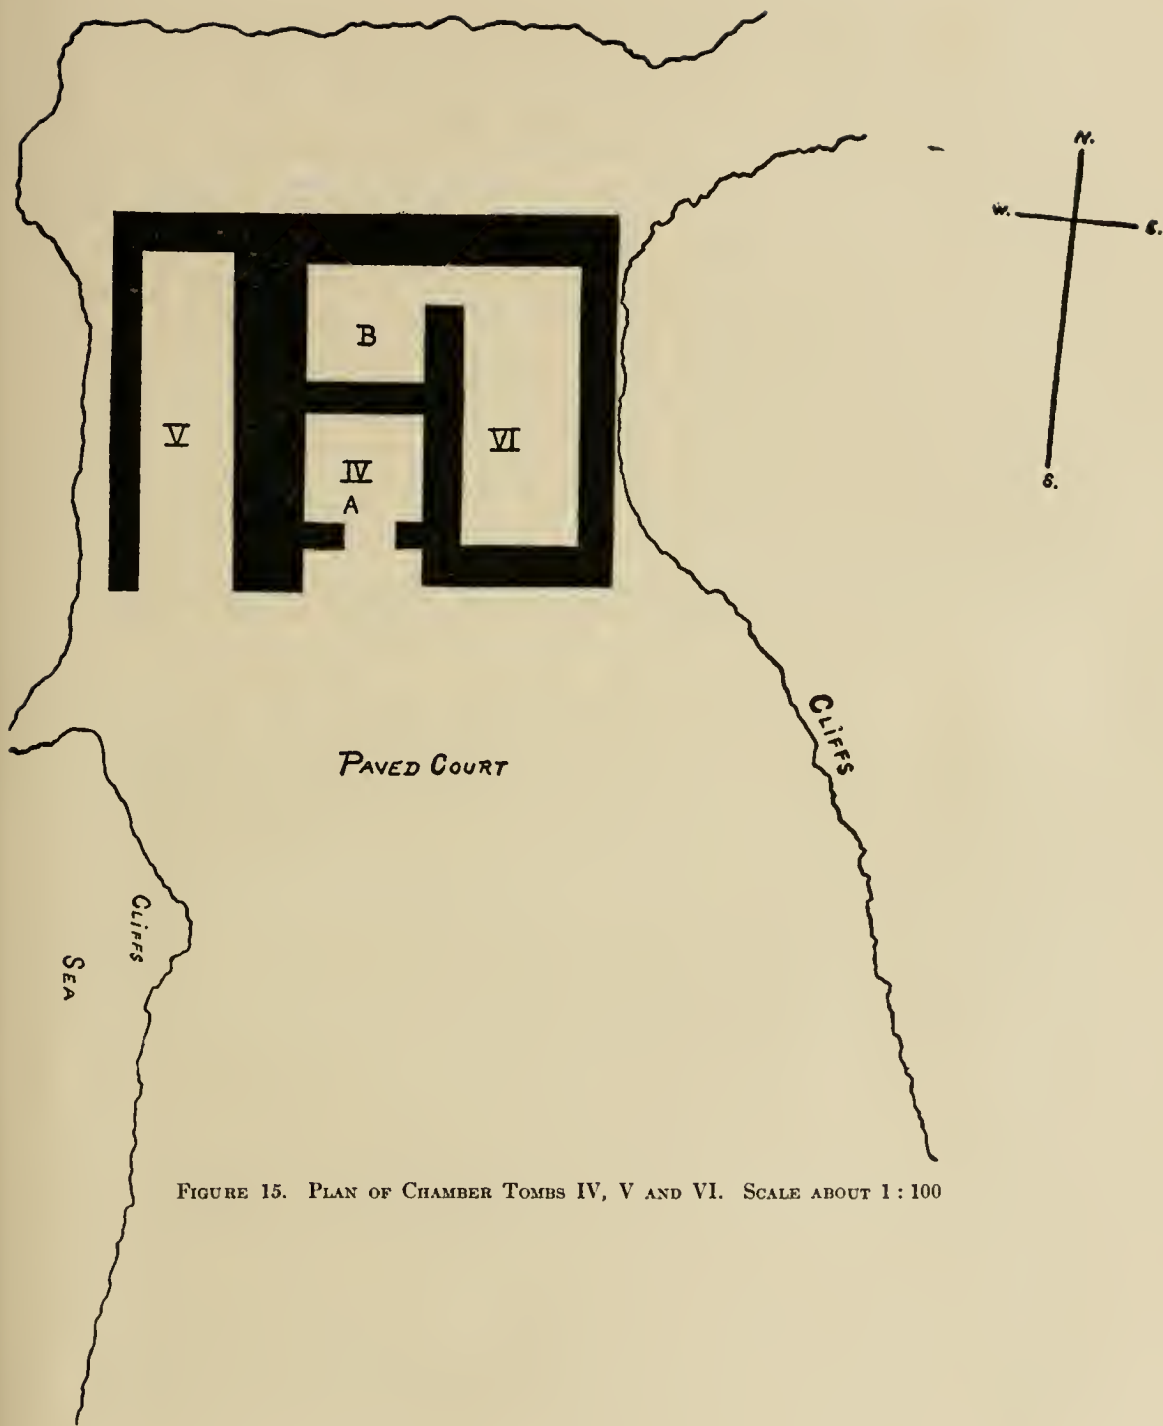 N.
W.
E.
S.
B
V
VI
IV
A
CLIFFS
PAVED COURT
CLIFFS
SEA
FIGURE 15. PLAN OF CHAMBER TOMBS IV, V AND VI. SCALE ABOUT 1 : 100